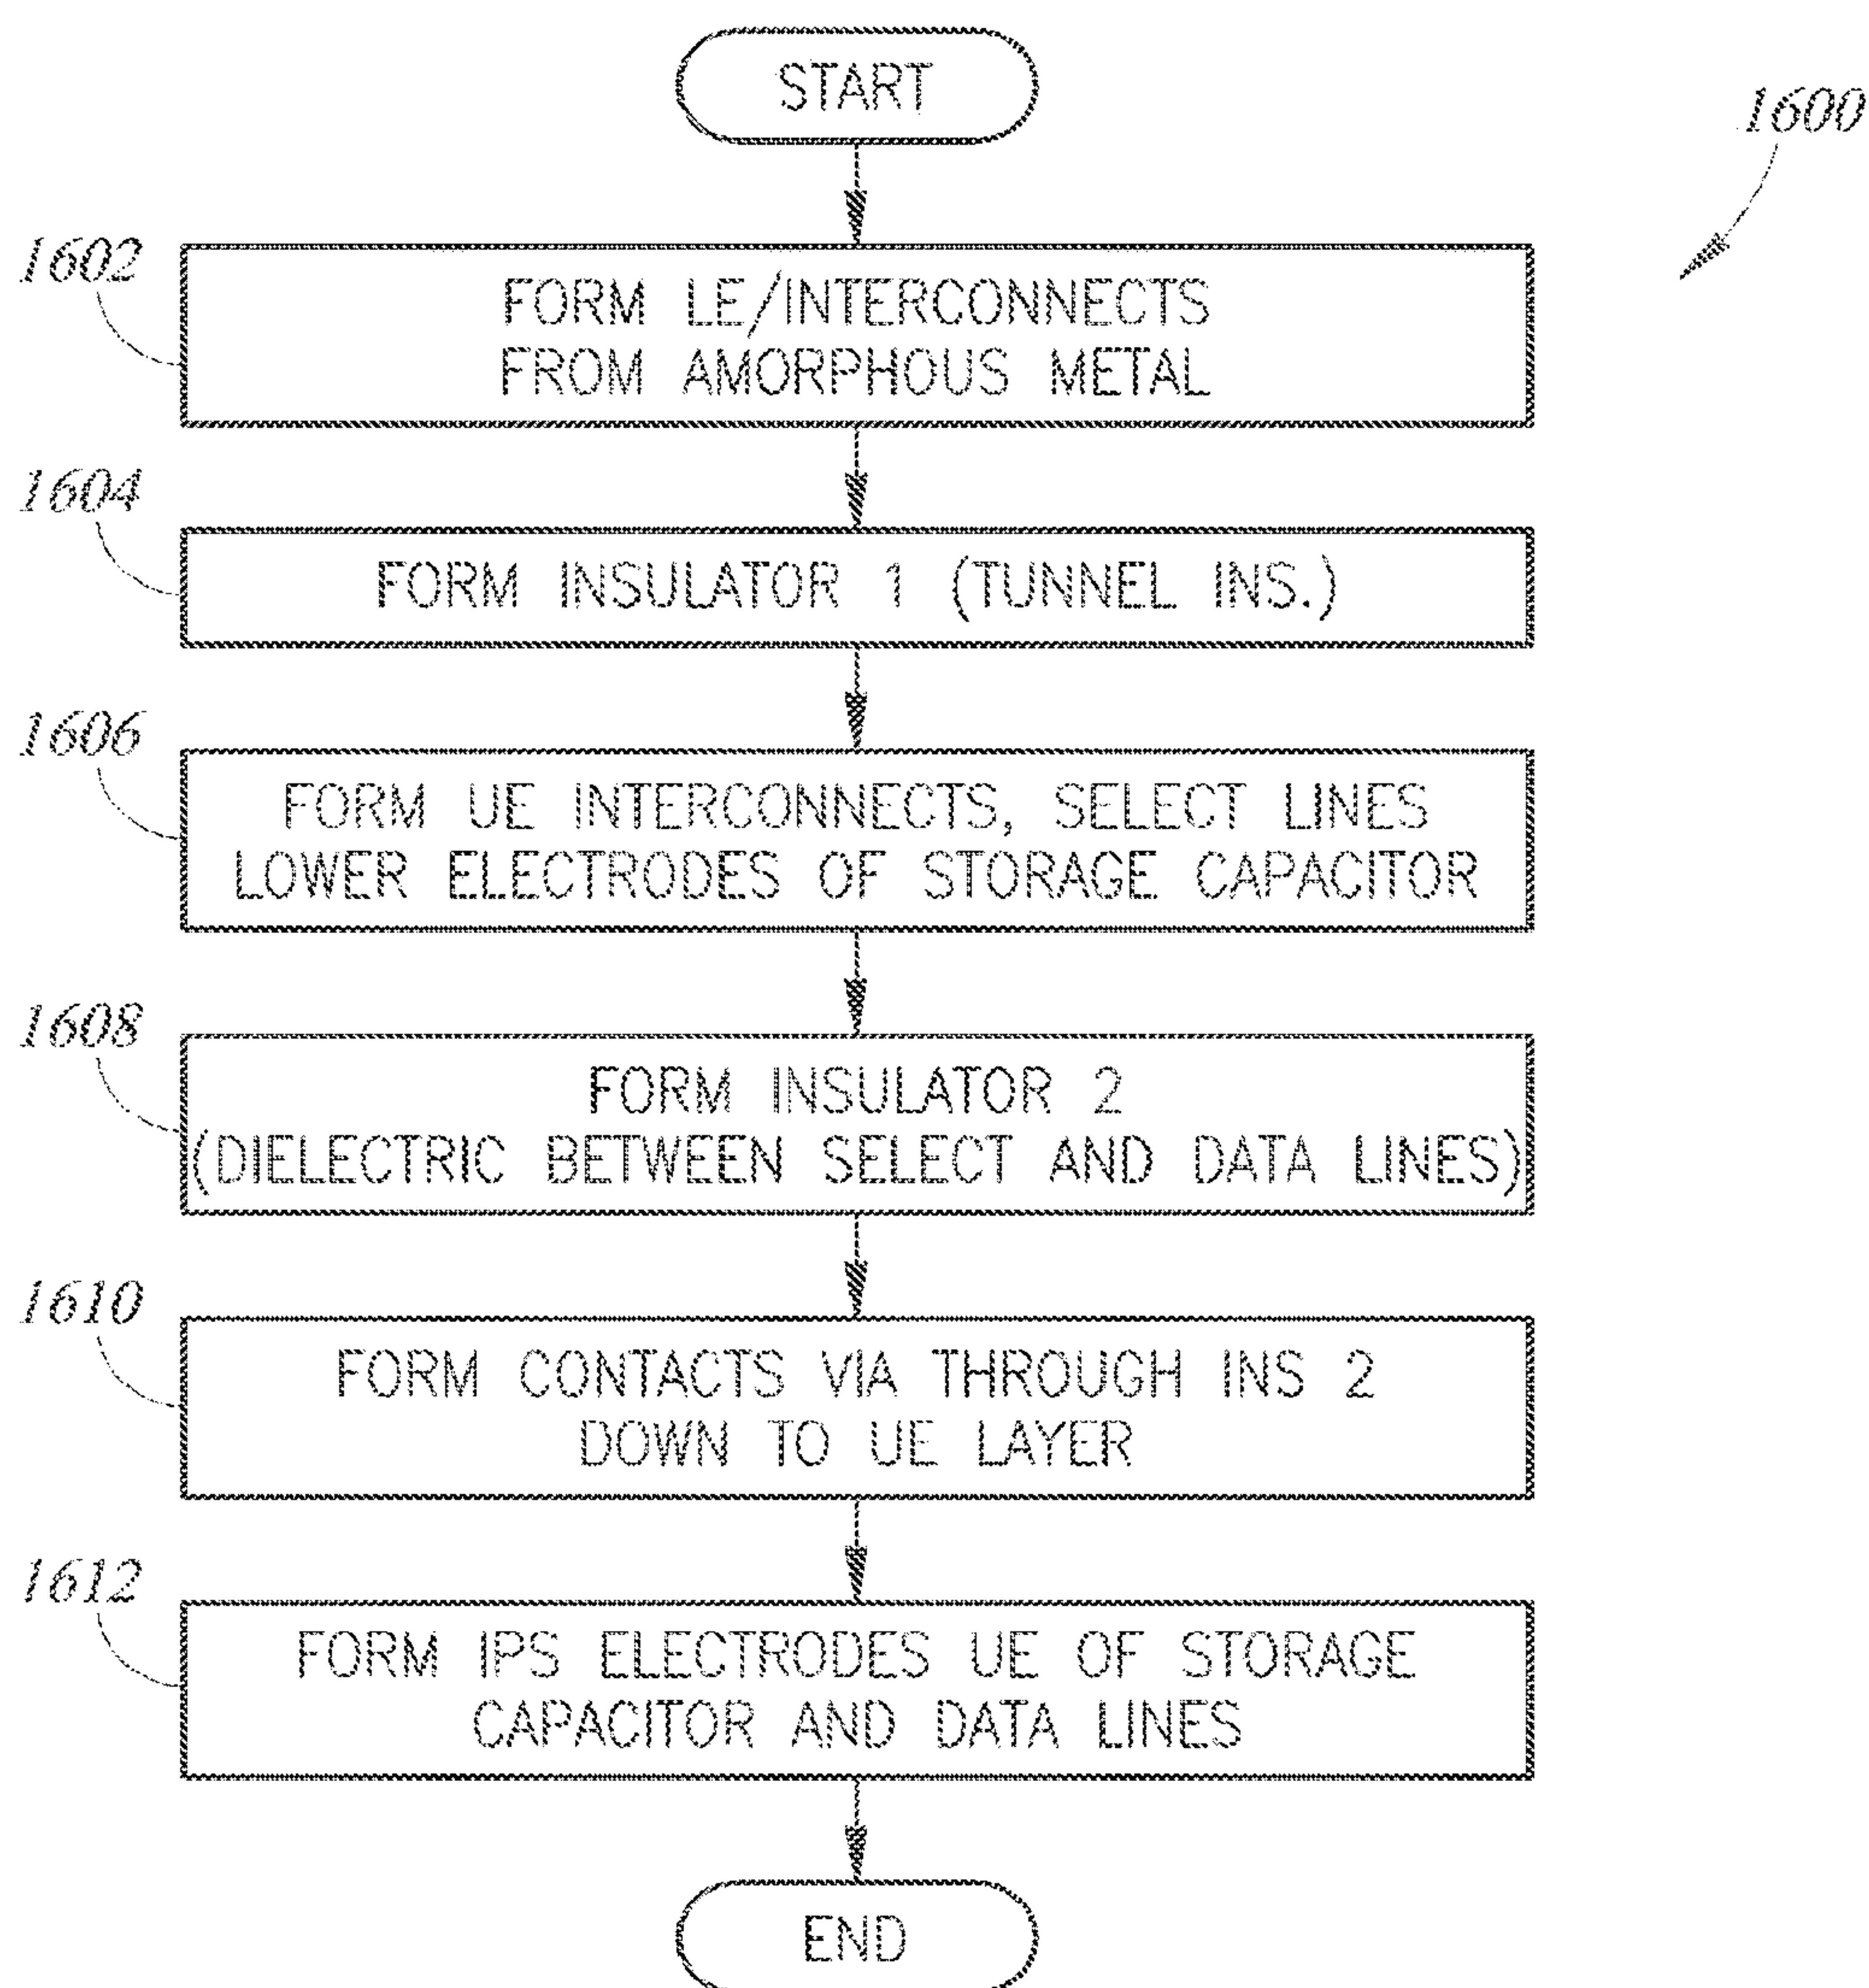 START
1600
1602
FORM LE/INTERCONNECTS
FROM AMORPHOUS METAL
1604
FORM INSULATOR 1 (TUNNEL INS.)
1606
FORM UE INTERCONNECTS, SELECT LINES
LOWER ELECTRODES OF STORAGE CAPACITOR
1608
FORM INSULATOR 2
(DIELECTRIC BETWEEN SELECT AND DATA LINES)
1610
FORM CONTACTS VIA THROUGH INS 2
DOWN TO UE LAYER
1612
FORM IPS ELECTRODES UE OF STORAGE
CAPACITOR AND DATA LINES
END